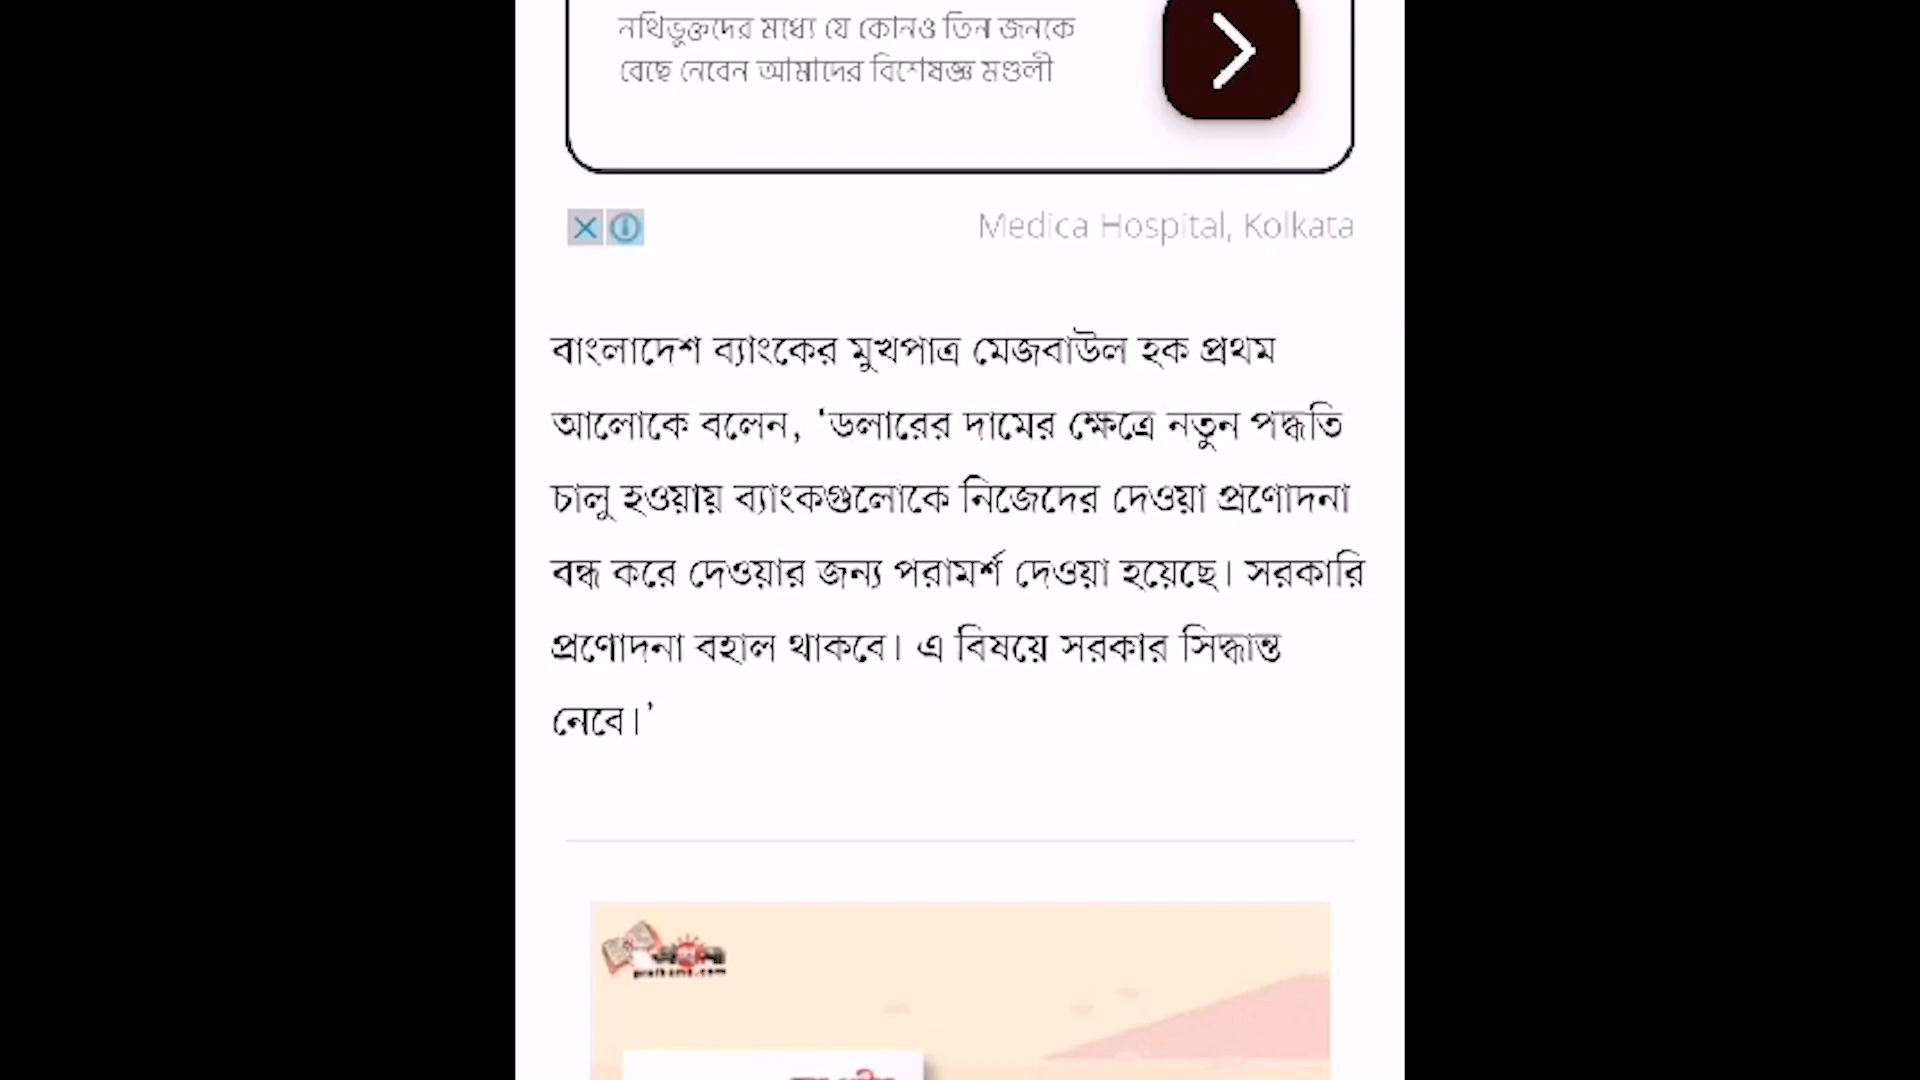 নথিভুক্তদের মধ্যে যে কোনও তিন জনকে
বেছে নেবেন আমাদের বিশেষজ্ঞ মণ্ডলী
Medica Hospital, Kolkata
বাংলাদেশ ব্যাংকের মুখপাত্র মেজবাউল হক প্রথম
আলোকে বলেন, ‘ডলারের দামের ক্ষেত্রে নতুন পদ্ধতি
চালু হওয়ায় ব্যাংকগুলোকে নিজেদের দেওয়া প্রণোদনা
বন্ধ করে দেওয়ার জন্য পরামর্শ দেওয়া হয়েছে। সরকারি
প্রণোদনা বহাল থাকবে। এ বিষয়ে সরকার সিদ্ধান্ত
নেবে।’